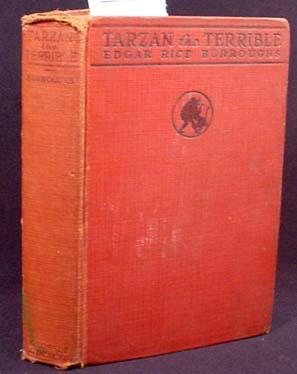 TARZAN
the
TERRIBLE
BURROUGHS
TARZAN the TERRIBLE
EDGAR RICE BURROUGHS